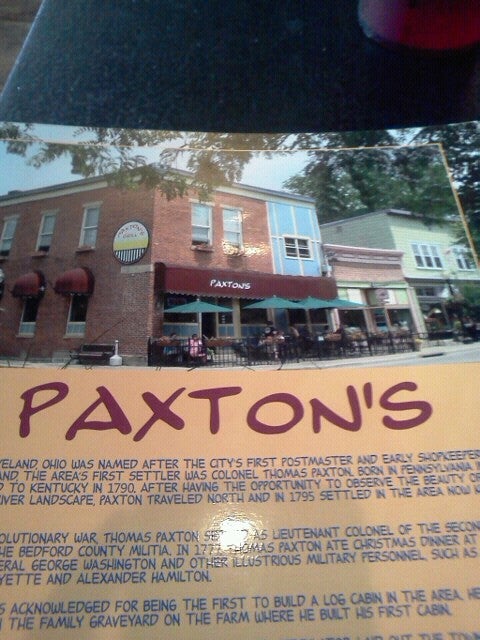 PAXTON'S
GRILL
PAXTONS
PAXTON'S
VELAND, OHIO WAS NAMED AFTER THE CITY'S FIRST POSTMASTER AND EARLY SHOPKEEPER
AND, THE AREA'S FIRST SETTLER WAS COLONEL THOMAS PAXTON. BORN IN PENNSYLVANIA I
D TO KENTUCKY IN 1790. AFTER HAVING THE OPPORTUNITY TO OBSERVE THE BEAUTY OF
IVER LANDSCAPE, PAXTON TRAVELED NORTH AND IN 1795 SETTLED IN THE AREA NOW
OLUTIONARY WAR, THOMAS PAXTON AS LIEUTENANT COLONEL OF THE SECON
HE BEDFORD COUNTY MILITIA. IN THOMAS PAXTON ATE CHRISTMAS DINNER AT
ERAL GEORGE WASHINGTON AND OTHER ILLUSTRIOUS MILITARY PERSONNEL SUCH AS
YETTE AND ALEXANDER HAMILTON.
S ACKNOWLEDGED FOR BEING THE FIRST TO BUILD A LOG CABIN IN THE AREA. HE
N THE FAMILY GRAVEYARD ON THE FARM WHERE HE BUILT HIS FIRST CABIN.